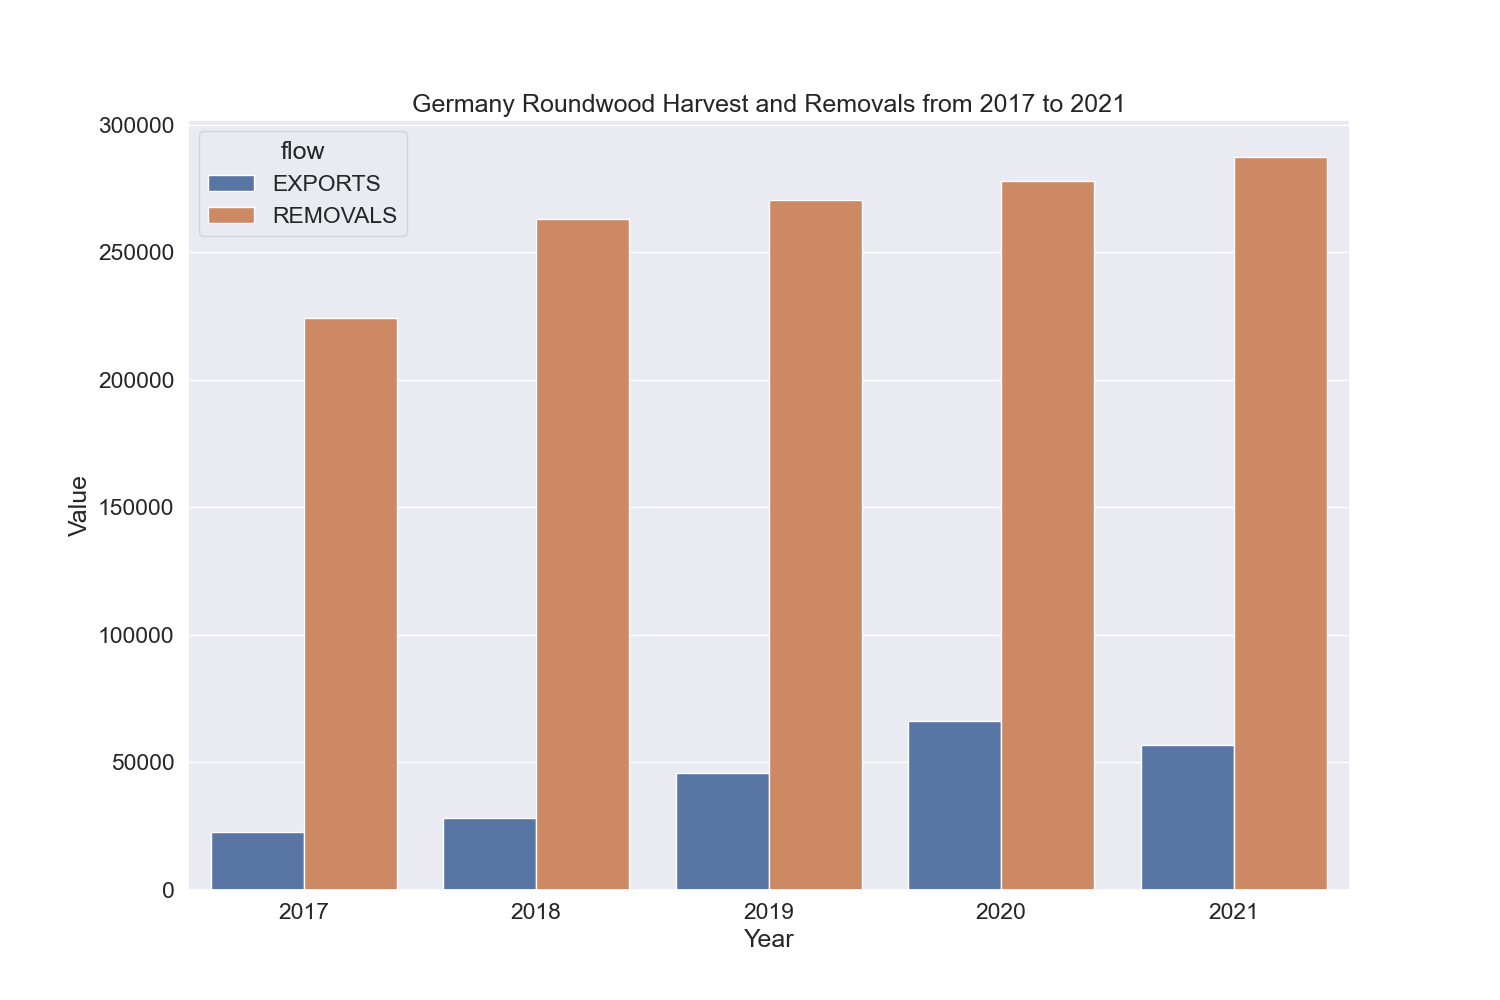 Germany Roundwood Harvest and Removals from 2017 to 2021
flow
EXPORTS
REMOVALS
300000
250000
200000
150000
100000
50000
0
Value
2017
2018
2019
2020
2021
Year